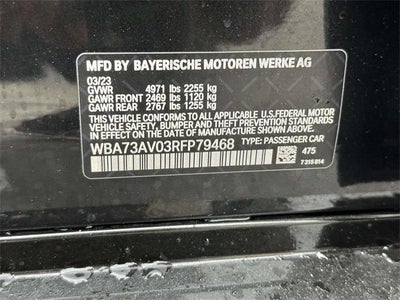 MFD BY BAYERISCHE MOTOREN WERKE AG
03/23
GVWR 4971 lbs 2255 kg
GAWR FRONT 2469 lbs 1120 kg
GAWR REAR 2767 lbs 1255 kg
THIS VEHICLE CONFORMS TO ALL APPLICABLE U.S. FEDERAL MOTOR
VEHICLE SAFETY, BUMPER, AND THEFT PREVENTION STANDARDS IN
EFFECT ON THE DATE OF MANUFACTURE SHOWN ABOVE.
WBA73AV03RFP79468 TYPE: PASSENGER CAR
475
7315814